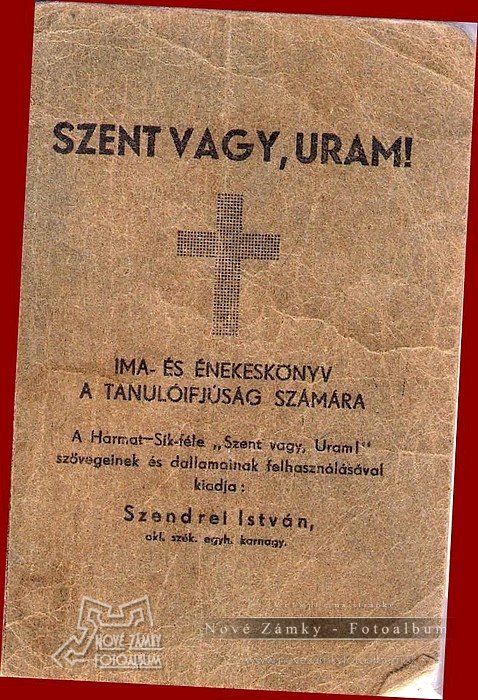 SZENT VAGY, URAM!
IMA- ÉS ÉNEKESKÖNYV
A TANULÓIFJÚSÁG SZÁMÁRA
A Harmat—Sík-féle „Szent vagy, Uram!"
szövegeinek és dallamainak felhasználásával
kiadja:
Szendrei István,
okl. szék. egyh. karnagy.
Nové Zámky - Fotoalbum
NOVÉ ZÁMKY
FOTOALBUM